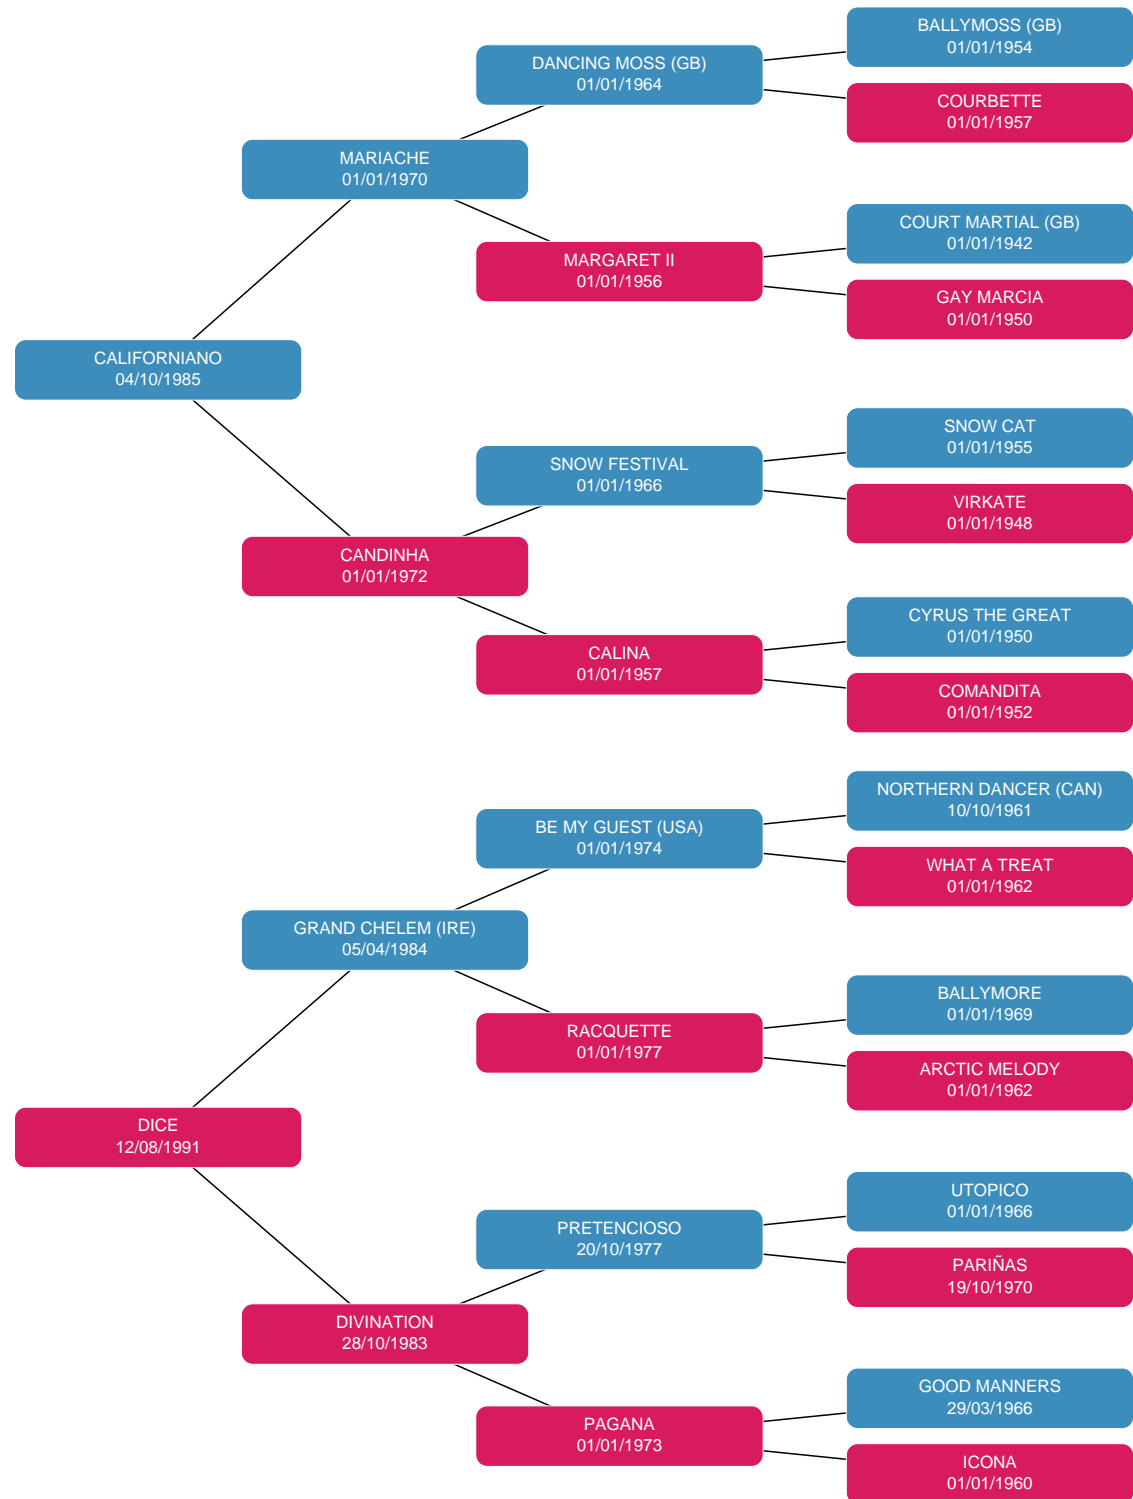 BALLYMOSS (GB)
01/01/1954
DANCING MOSS (GB)
01/01/1964
COURBETTE
01/01/1957
MARIACHE
01/01/1970
COURT MARTIAL (GB)
01/01/1942
MARGARET II
01/01/1956
GAY MARCIA
01/01/1950
CALIFORNIANO
04/10/1985
SNOW CAT
01/01/1955
SNOW FESTIVAL
01/01/1966
VIRKATE
01/01/1948
CANDINHA
01/01/1972
CYRUS THE GREAT
01/01/1950
CALINA
01/01/1957
COMANDITA
01/01/1952
NORTHERN DANCER (CAN)
10/10/1961
BE MY GUEST (USA)
01/01/1974
WHAT A TREAT
01/01/1962
GRAND CHELEM (IRE)
05/04/1984
BALLYMORE
01/01/1969
RACQUETTE
01/01/1977
ARCTIC MELODY
01/01/1962
DICE
12/08/1991
UTOPICO
01/01/1966
PRETENCIOSO
20/10/1977
PARIÑAS
19/10/1970
DIVINATION
28/10/1983
GOOD MANNERS
29/03/1966
PAGANA
01/01/1973
ICONA
01/01/1960